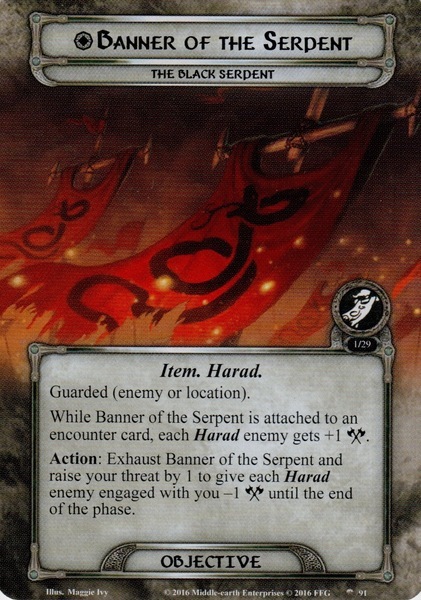 Banner of the Serpent
The Black Serpent
1/29
Item. Harad.
Guarded (enemy or location).
While Banner of the Serpent is attached to an
encounter card, each Harad enemy gets +1 .
Action: Exhaust Banner of the Serpent and
raise your threat by 1 to give each Harad
enemy engaged with you –1 until the end
of the phase.
Objective
Illus. Maggie Ivy © 2016 Middle-earth Enterprises © 2016 FFG 91